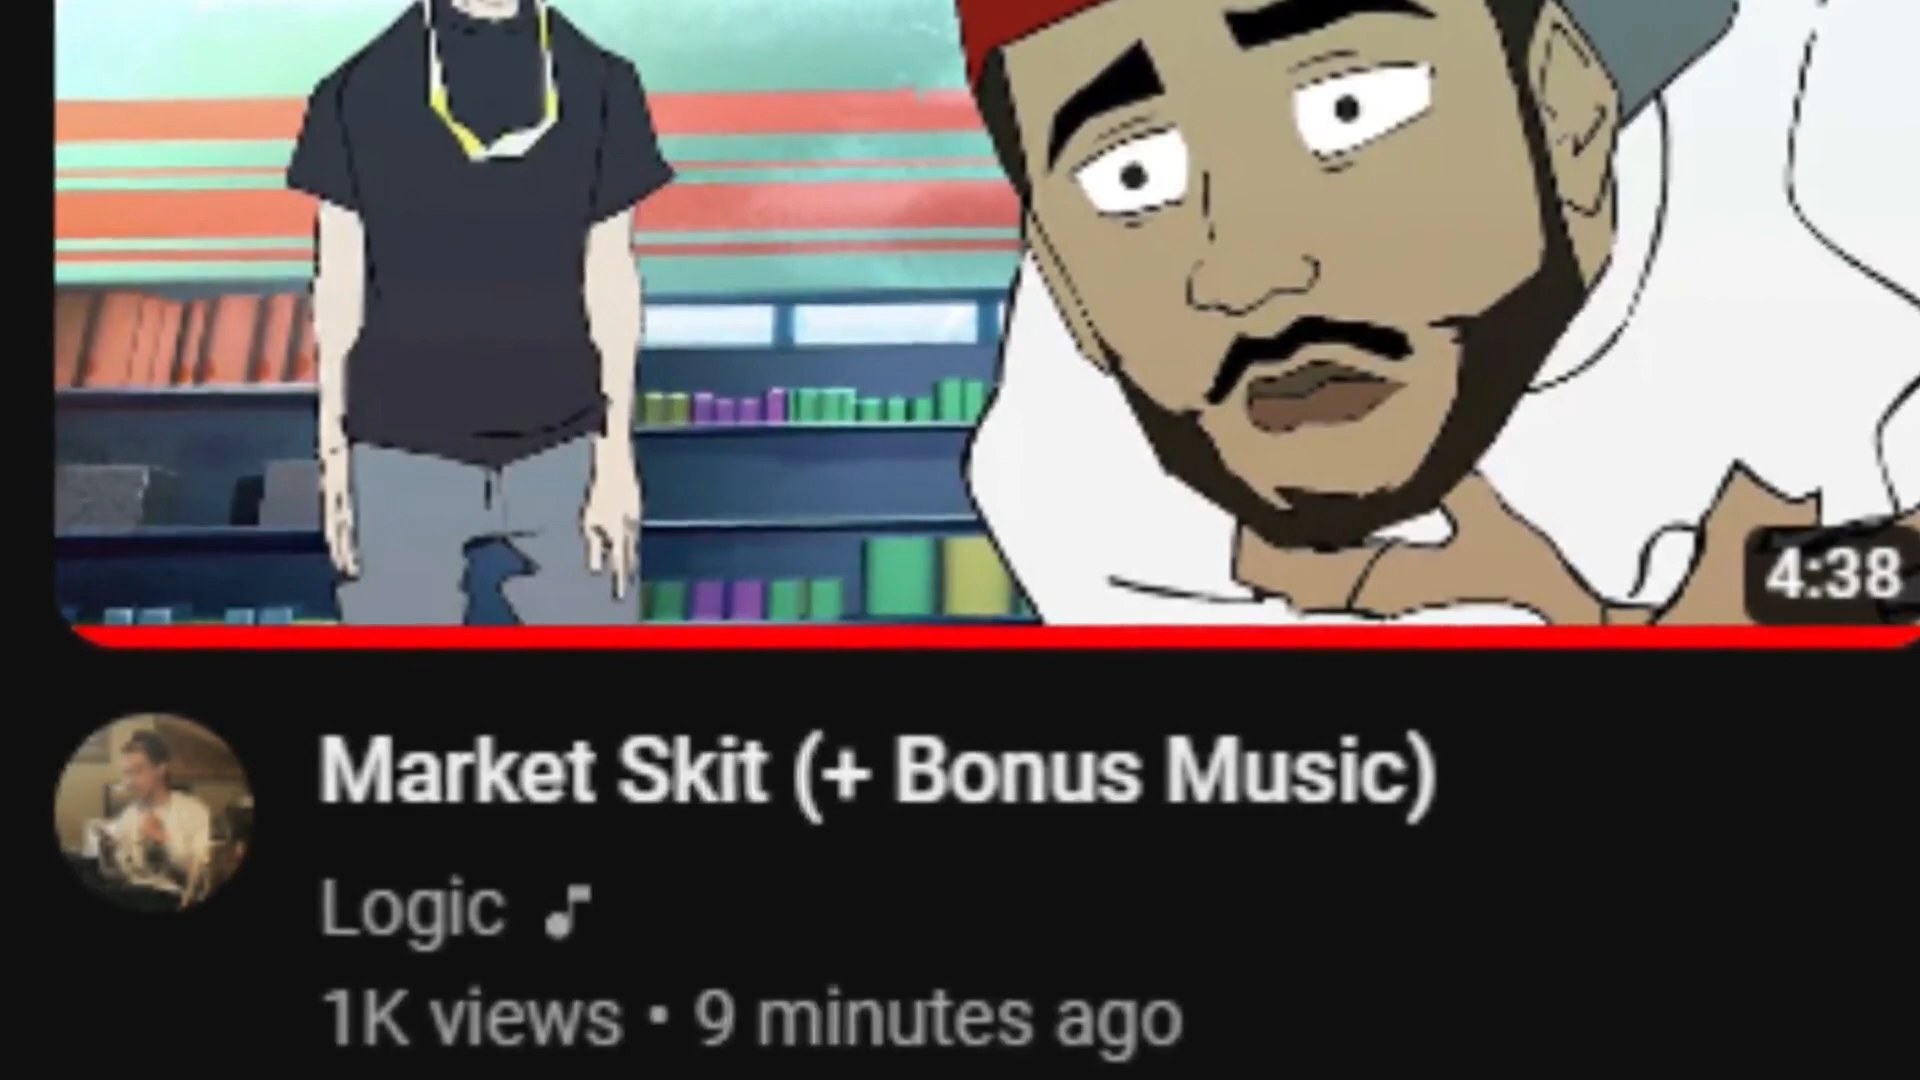 4:38
Market Skit (+ Bonus Music)
Logic
1K views • 9 minutes ago